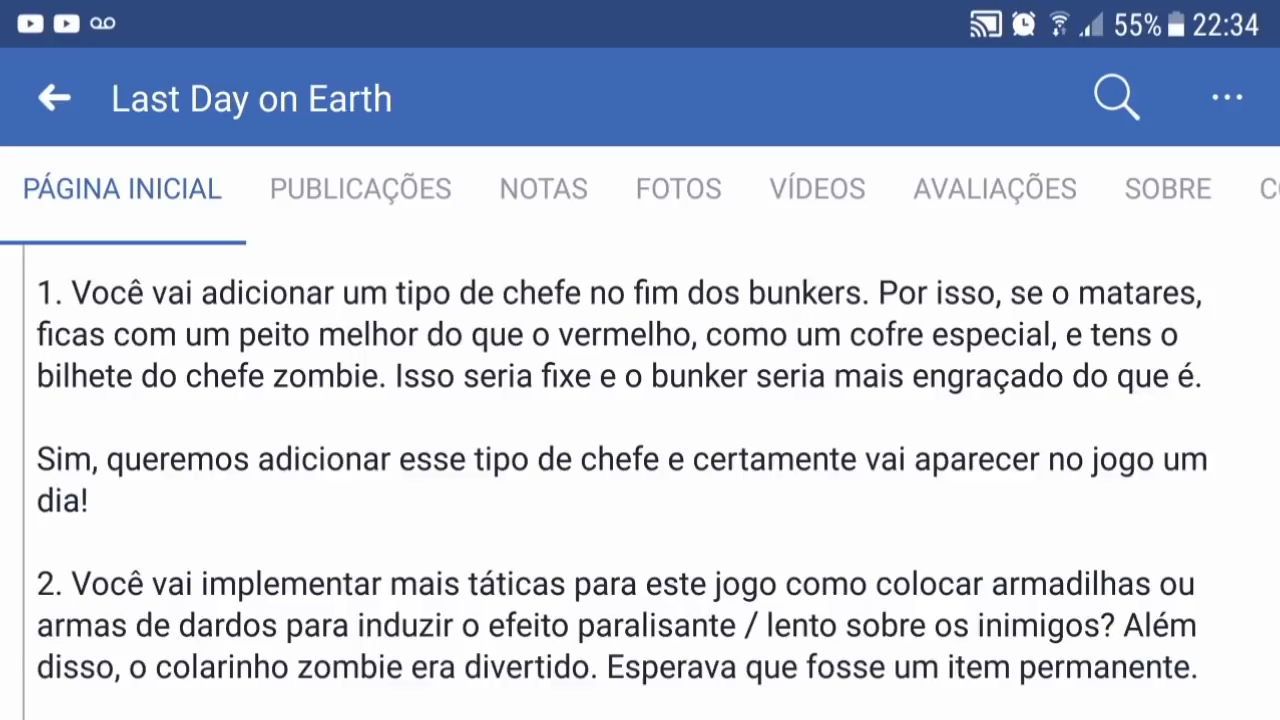 55% 22:34
Last Day on Earth
PÁGINA INICIAL PUBLICAÇÕES NOTAS FOTOS VÍDEOS AVALIAÇÕES SOBRE
1. Você vai adicionar um tipo de chefe no fim dos bunkers. Por isso, se o matares,
ficas com um peito melhor do que o vermelho, como um cofre especial, e tens o
bilhete do chefe zombie. Isso seria fixe e o bunker seria mais engraçado do que é.
Sim, queremos adicionar esse tipo de chefe e certamente vai aparecer no jogo um
dia!
2. Você vai implementar mais táticas para este jogo como colocar armadilhas ou
armas de dardos para induzir o efeito paralisante / lento sobre os inimigos? Além
disso, o colarinho zombie era divertido. Esperava que fosse um item permanente.